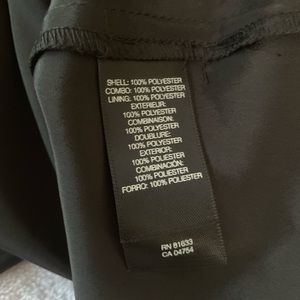 SHELL: 100% POLYESTER
COMBO: 100% POLYESTER
LINING: 100% POLYESTER
EXTERIEUR:
100% POLYESTER
COMBINAISON:
100% POLYESTER
DOUBLURE:
100% POLYESTER
EXTERIOR:
100% POLIESTER
COMBINACIÓN:
100% POLIESTER
FORRO: 100% POLIESTER
RN 81633
CA 04754